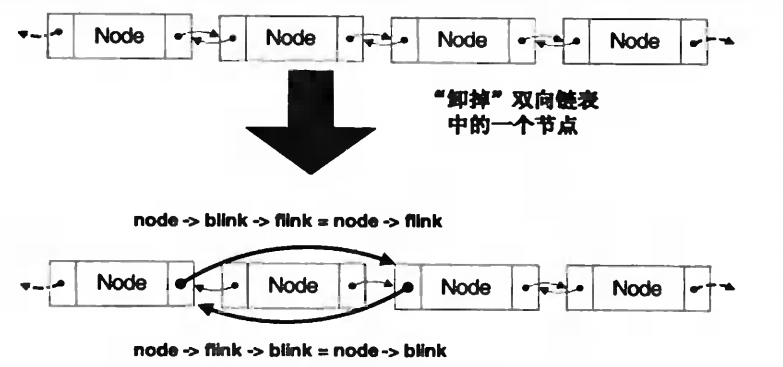 Node Node Node Node
“卸掉”双向链表
中的一个节点
node -> blink -> flink = node -> flink
Node Node Node Node
node -> flink -> blink = node -> blink